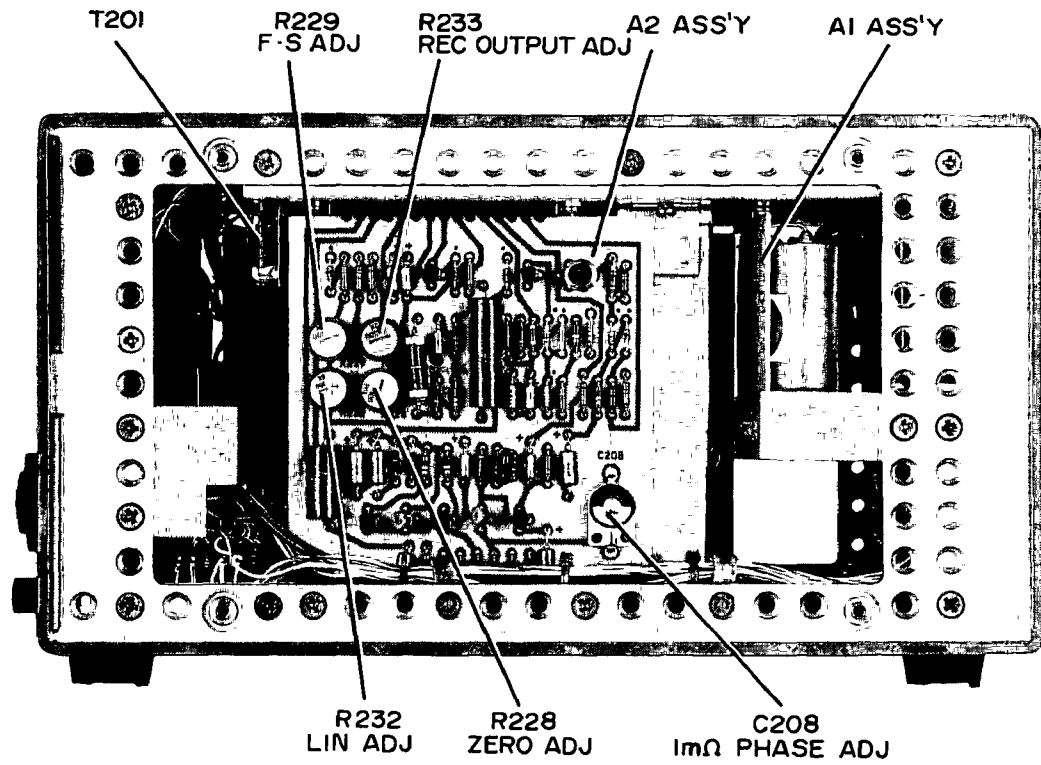 T201
R229
F-S ADJ
R233
REC OUTPUT ADJ
A2 ASS'Y
A1 ASS'Y
C208
R232
LIN ADJ
R228
ZERO ADJ
C208
1mΩ PHASE ADJ